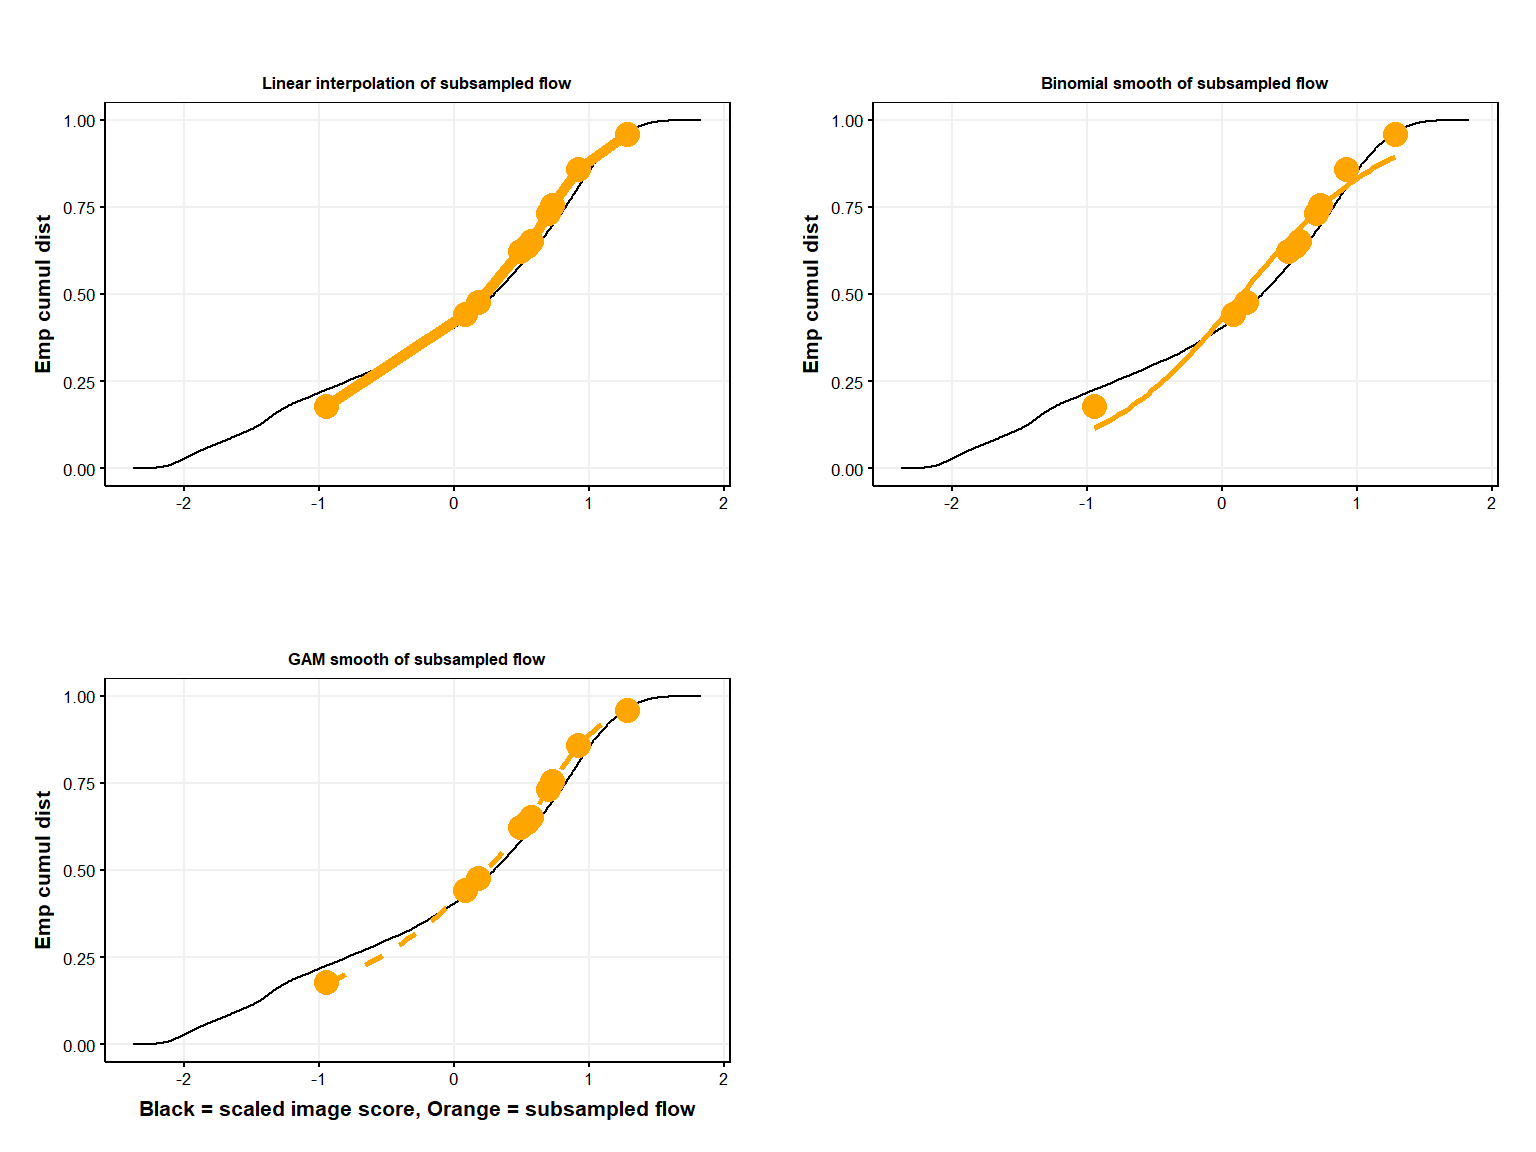 Linear interpolation of subsampled flow
1.00
0.75
0.50
0.25
0.00
Emp cumul dist
-2 -1 0 1 2
Binomial smooth of subsampled flow
1.00
0.75
0.50
0.25
0.00
Emp cumul dist
-2 -1 0 1 2
GAM smooth of subsampled flow
1.00
0.75
0.50
0.25
0.00
Emp cumul dist
-2 -1 0 1 2
Black = scaled image score, Orange = subsampled flow